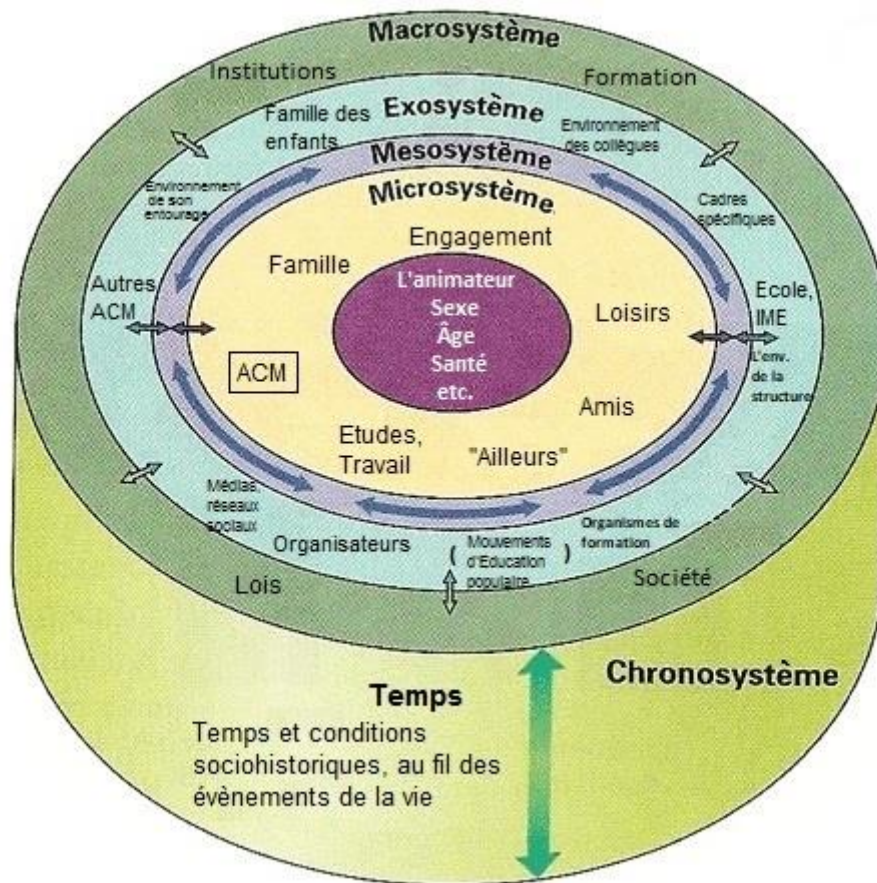 Macrosystème
Institutions
Formation
Exosystème
Famille des
enfants
Environnement
des collègues
Mesosystème
Environnement
de son
entourage
Microsystème
Cadres
spécifiques
Engagement
Famille
L'animateur
Sexe
Âge
Santé
etc.
Loisirs
Autres
ACM
Ecole,
IME
L'env.
de la
structure
ACM
Amis
Etudes,
Travail
"Ailleurs"
Médias,
réseaux
sociaux
Organisateurs
( Mouvements )
d'Education
populaire
Organismes de
formation
Lois
Société
Chronosystème
Temps
Temps et conditions
sociohistoriques, au fil des
évènements de la vie